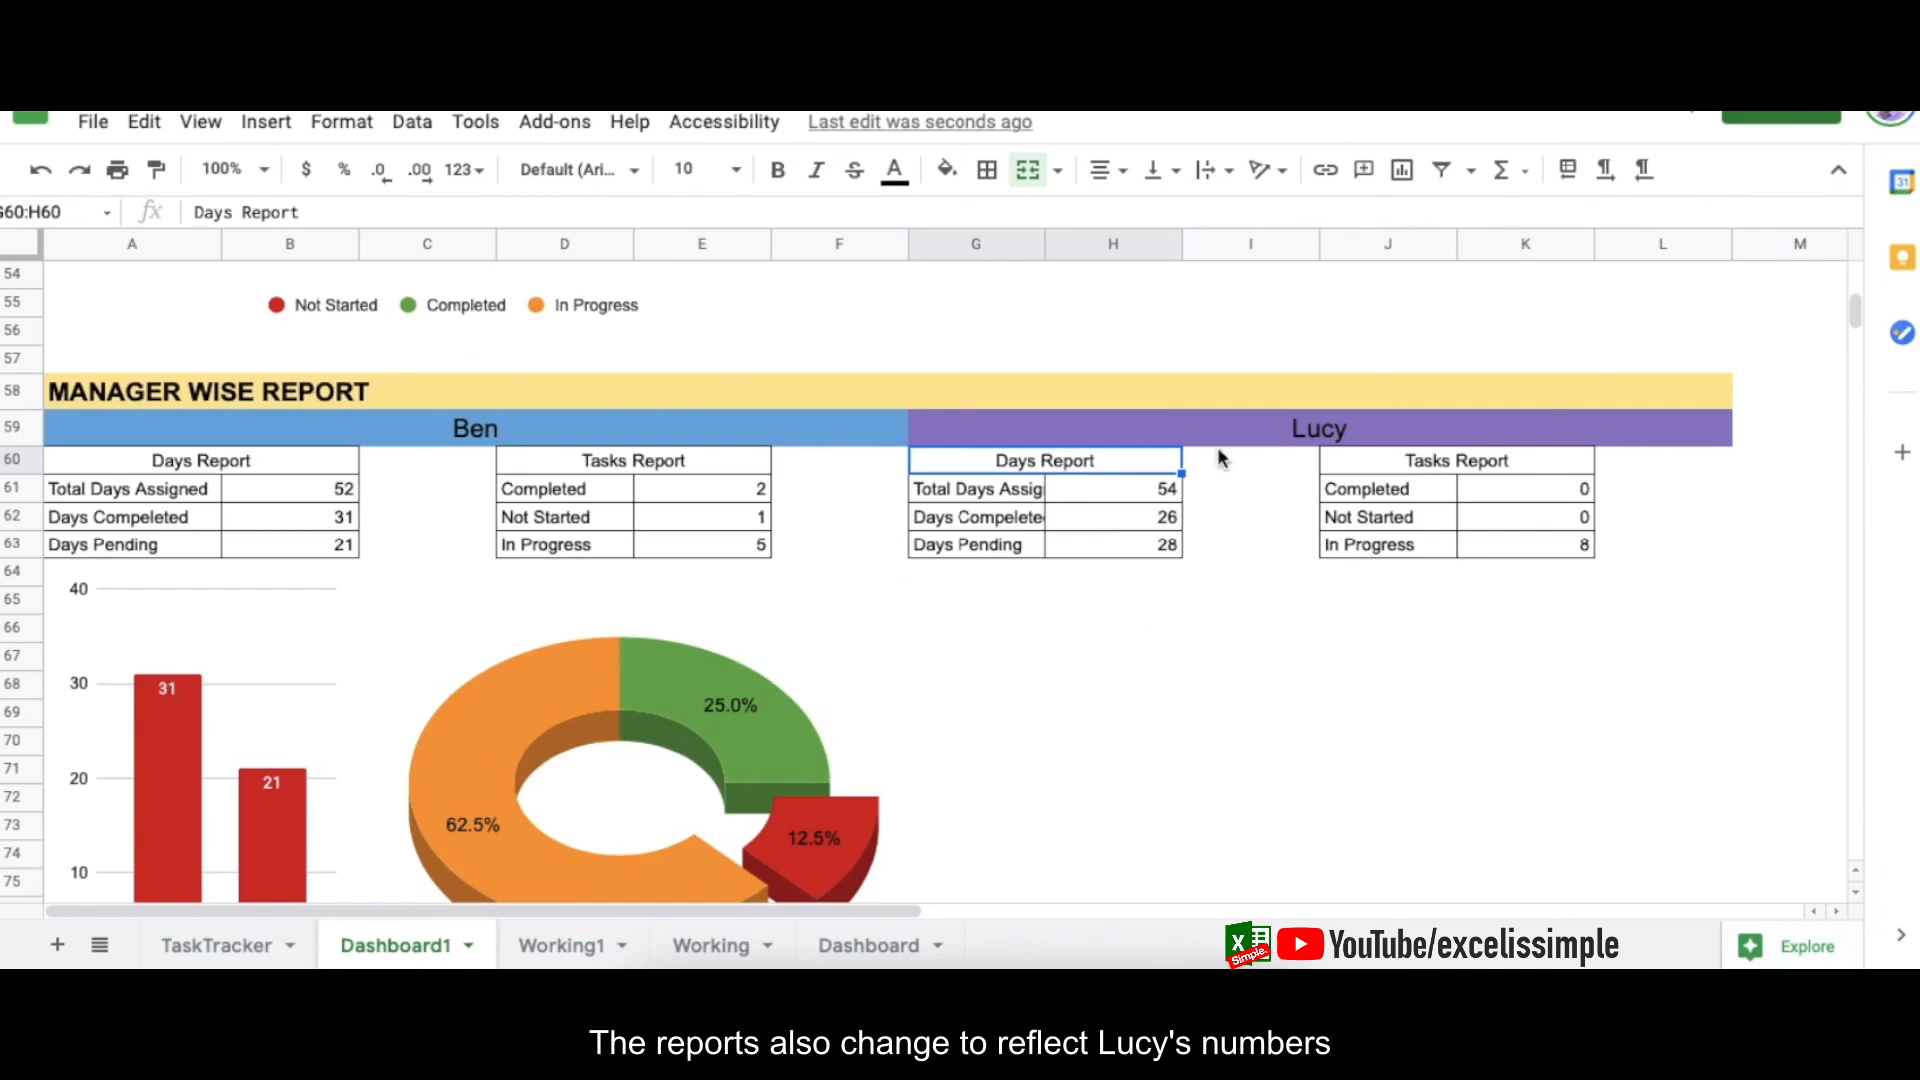 File Edit View Insert Format Data Tools Add-ons Help Accessibility Last edit was seconds ago
100% $ % .0 .00 123 Default (Ari... 10 B I S A
G60:H60 fx Days Report
A B C D E F G H I J K L M
54
55 Not Started Completed In Progress
56
57
58 MANAGER WISE REPORT
59 Ben Lucy
60 Days Report Tasks Report Days Report Tasks Report
61 Total Days Assigned 52 Completed 2 Total Days Assig 54 Completed 0
62 Days Compeleted 31 Not Started 1 Days Compelete 26 Not Started 0
63 Days Pending 21 In Progress 5 Days Pending 28 In Progress 8
64
40
65
66
67
68 30 31
69 25.0%
70
71 20 21
72
73 62.5% 12.5%
74
75 10
TaskTracker Dashboard1 Working1 Working Dashboard
X Simple. YouTube/excelissimple
Explore
31
The reports also change to reflect Lucy's numbers